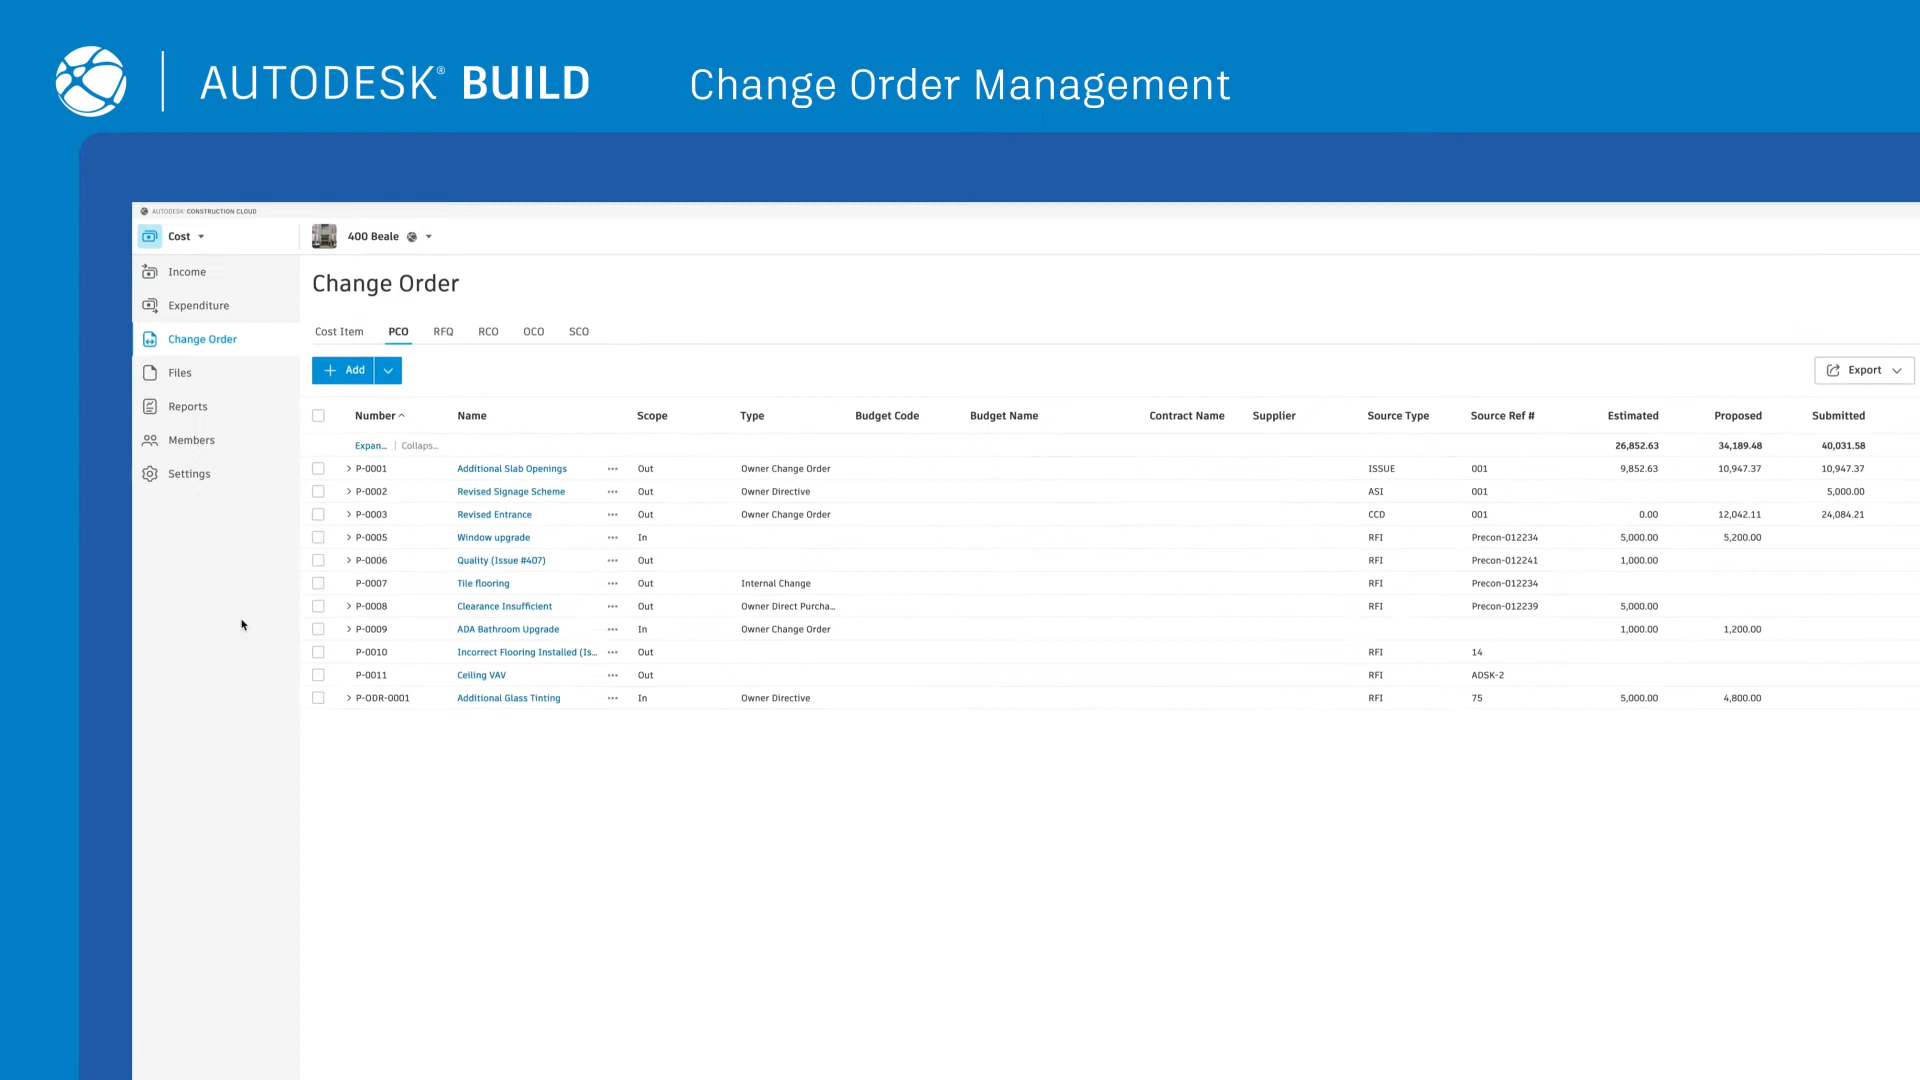 AUTODESK® BUILD
Change Order Management
AUTODESK CONSTRUCTION CLOUD
Cost
400 Beale
Income
Expenditure
Change Order
Files
Reports
Members
Settings
Change Order
Cost Item PCO RFQ RCO OCO SCO
Add
Export
Number Name Scope Type Budget Code Budget Name Contract Name Supplier Source Type Source Ref # Estimated Proposed Submitted
Expan... | Collaps... 26,852.63 34,189.48 40,031.58
P-0001 Additional Slab Openings ••• Out Owner Change Order ISSUE 001 9,852.63 10,947.37 10,947.37
P-0002 Revised Signage Scheme ••• Out Owner Directive ASI 001 5,000.00
P-0003 Revised Entrance ••• Out Owner Change Order CCD 001 0.00 12,042.11 24,084.21
P-0005 Window upgrade ••• In RFI Precon-012234 5,000.00 5,200.00
P-0006 Quality (Issue #407) ••• Out RFI Precon-012241 1,000.00
P-0007 Tile flooring ••• Out Internal Change RFI Precon-012234
P-0008 Clearance Insufficient ••• Out Owner Direct Purcha... RFI Precon-012239 5,000.00
P-0009 ADA Bathroom Upgrade ••• In Owner Change Order 1,000.00 1,200.00
P-0010 Incorrect Flooring Installed (Is... ••• Out RFI 14
P-0011 Ceiling VAV ••• Out RFI ADSK-2
P-ODR-0001 Additional Glass Tinting ••• In Owner Directive RFI 75 5,000.00 4,800.00